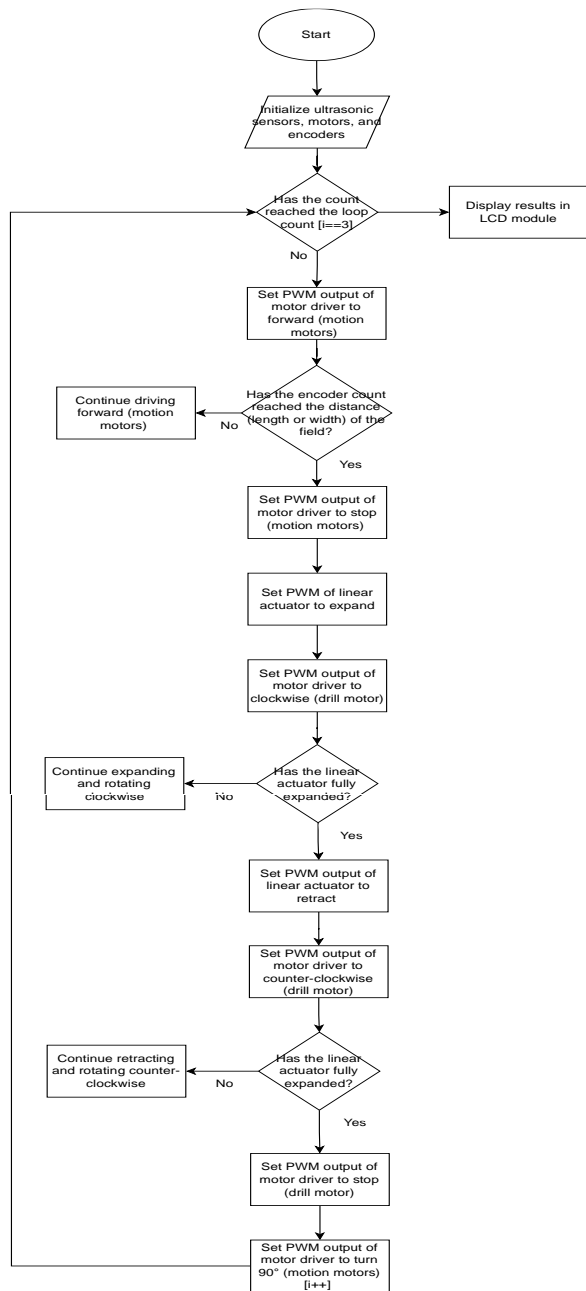 Start
Initialize ultrasonic
sensors, motors, and
encoders
Has the count
reached the loop
count [i==3]
Display results in
LCD module
No
Set PWM output of
motor driver to
forward (motion
motors)
Has the encoder count
reached the distance
(length or width) of the
field?
Continue driving
forward (motion
motors)
No
Yes
Set PWM output of
motor driver to stop
(motion motors)
Set PWM of linear
actuator to expand
Set PWM output of
motor driver to
clockwise (drill motor)
Has the linear
actuator fully
expanded?
Continue expanding
and rotating
clockwise
No
Yes
Set PWM output of
linear actuator to
retract
Set PWM output of
motor driver to
counter-clockwise
(drill motor)
Has the linear
actuator fully
expanded?
Continue retracting
and rotating counter-
clockwise
No
Yes
Set PWM output of
motor driver to stop
(drill motor)
Set PWM output of
motor driver to turn
90° (motion motors)
[i++]